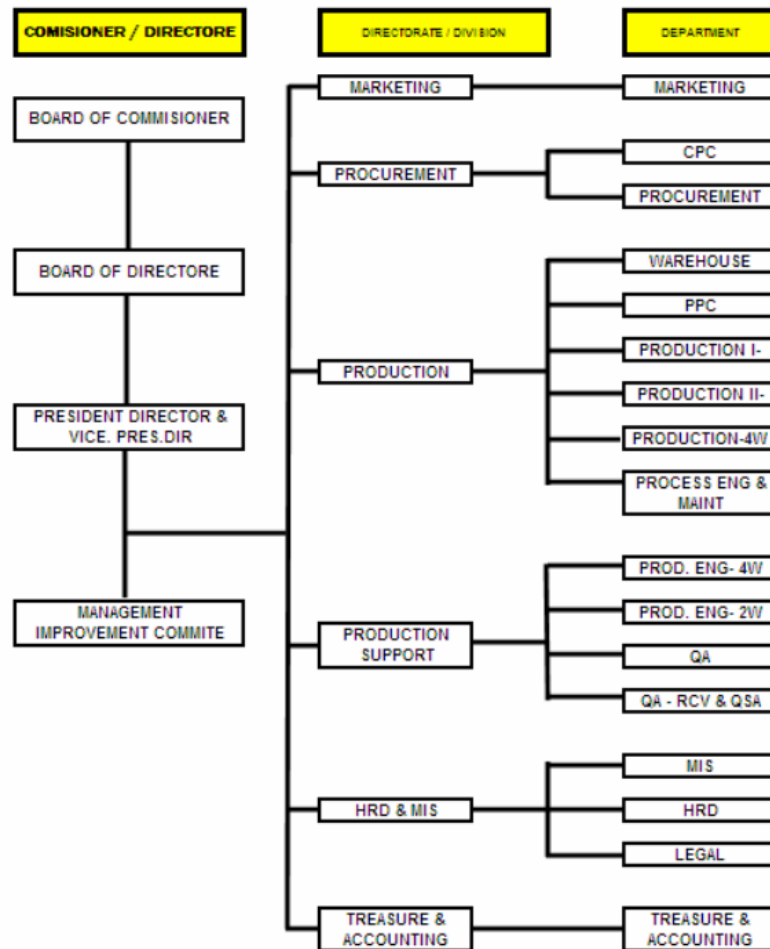 COMISIONER / DIRECTORE
DIRECTORATE / DIVISION
DEPARTMENT
BOARD OF COMMISIONER
BOARD OF DIRECTORE
PRESIDENT DIRECTOR &
VICE. PRES.DIR
MANAGEMENT
IMPROVEMENT COMMITE
MARKETING
PROCUREMENT
PRODUCTION
PRODUCTION
SUPPORT
HRD & MIS
TREASURE &
ACCOUNTING
MARKETING
CPC
PROCUREMENT
WAREHOUSE
PPC
PRODUCTION I-
PRODUCTION II-
PRODUCTION-4W
PROCESS ENG &
MAINT
PROD. ENG- 4W
PROD. ENG- 2W
QA
QA - RCV & QSA
MIS
HRD
LEGAL
TREASURE &
ACCOUNTING